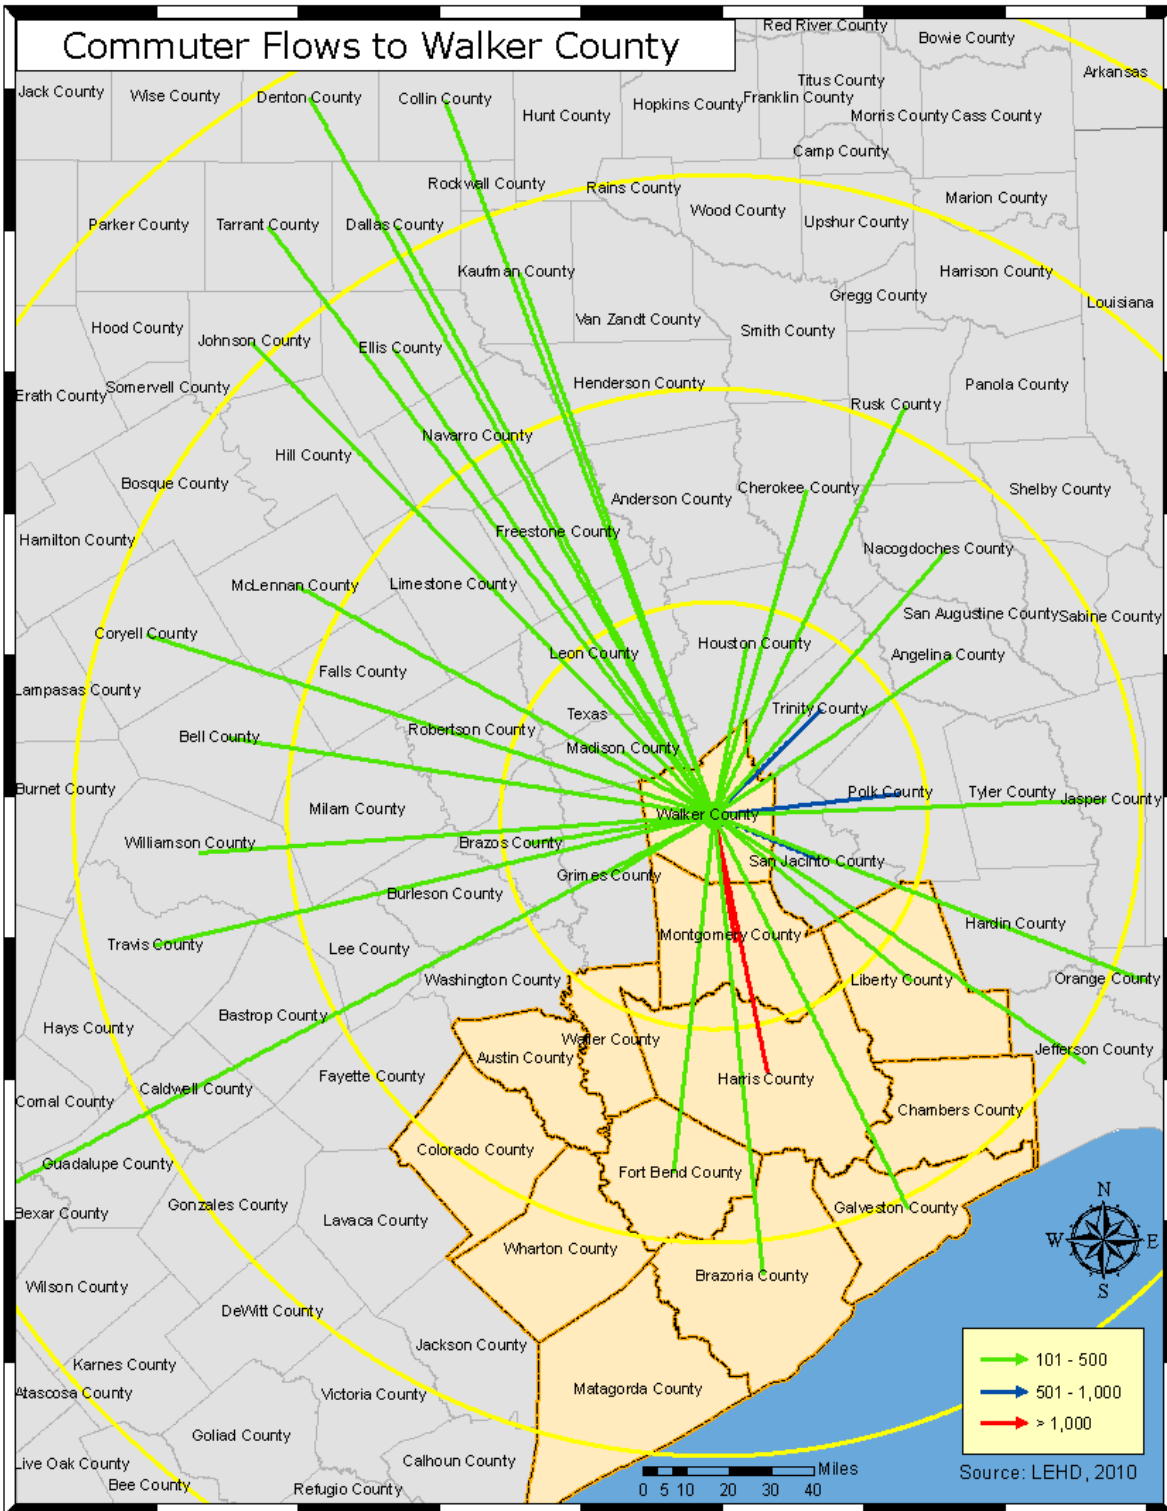 Commuter Flows to Walker County
Red River County
Bowie County
Arkansas
Jack County
Wise County
Denton County
Collin County
Hunt County
Hopkins County
Titus County
Franklin County
Morris County
Cass County
Camp County
Rockwall County
Rains County
Wood County
Upshur County
Marion County
Parker County
Tarrant County
Dallas County
Kaufman County
Van Zandt County
Smith County
Gregg County
Harrison County
Louisiana
Hood County
Johnson County
Ellis County
Erath County
Somervell County
Henderson County
Rusk County
Panola County
Navarro County
Hill County
Bosque County
Anderson County
Cherokee County
Shelby County
Hamilton County
Freestone County
Nacogdoches County
McLennan County
Limestone County
San Augustine County
Sabine County
Coryell County
Leon County
Houston County
Angelina County
Lampasas County
Falls County
Texas
Trinity County
Bell County
Robertson County
Madison County
Burnet County
Milam County
Walker County
Polk County
Tyler County
Jasper County
Williamson County
Brazos County
Grimes County
San Jacinto County
Burleson County
Travis County
Lee County
Montgomery County
Hardin County
Washington County
Liberty County
Orange County
Hays County
Bastrop County
Austin County
Waller County
Harris County
Jefferson County
Comal County
Caldwell County
Fayette County
Chambers County
Guadalupe County
Colorado County
Fort Bend County
Bexar County
Gonzales County
Lavaca County
Galveston County
Wharton County
Wilson County
DeWitt County
Brazoria County
Jackson County
Karnes County
Atascosa County
Victoria County
Matagorda County
Goliad County
Live Oak County
Bee County
Refugio County
Calhoun County
N
W
E
S
101 - 500
501 - 1,000
> 1,000
Miles
0 5 10 20 30 40
Source: LEHD, 2010